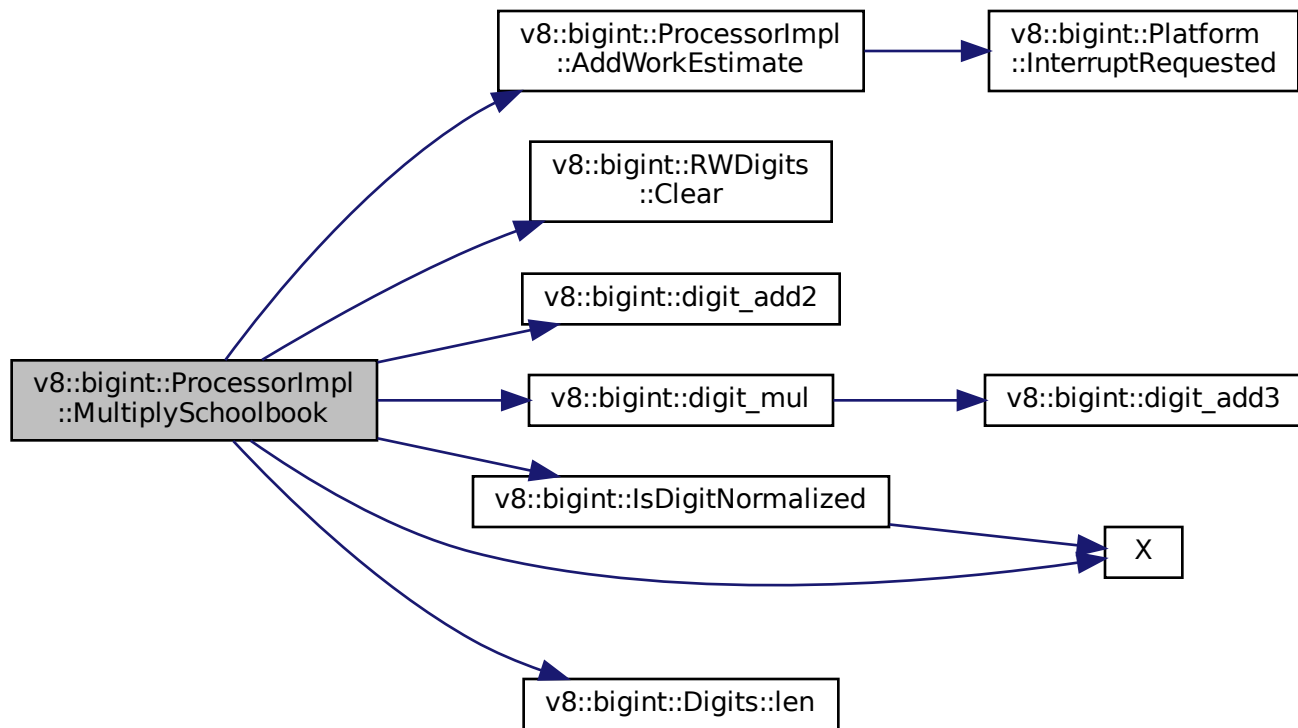 v8::bigint::ProcessorImpl
::AddWorkEstimate
v8::bigint::Platform
::InterruptRequested
v8::bigint::RWDigits
::Clear
v8::bigint::digit_add2
v8::bigint::ProcessorImpl
::MultiplySchoolbook
v8::bigint::digit_mul
v8::bigint::digit_add3
v8::bigint::IsDigitNormalized
X
v8::bigint::Digits::len